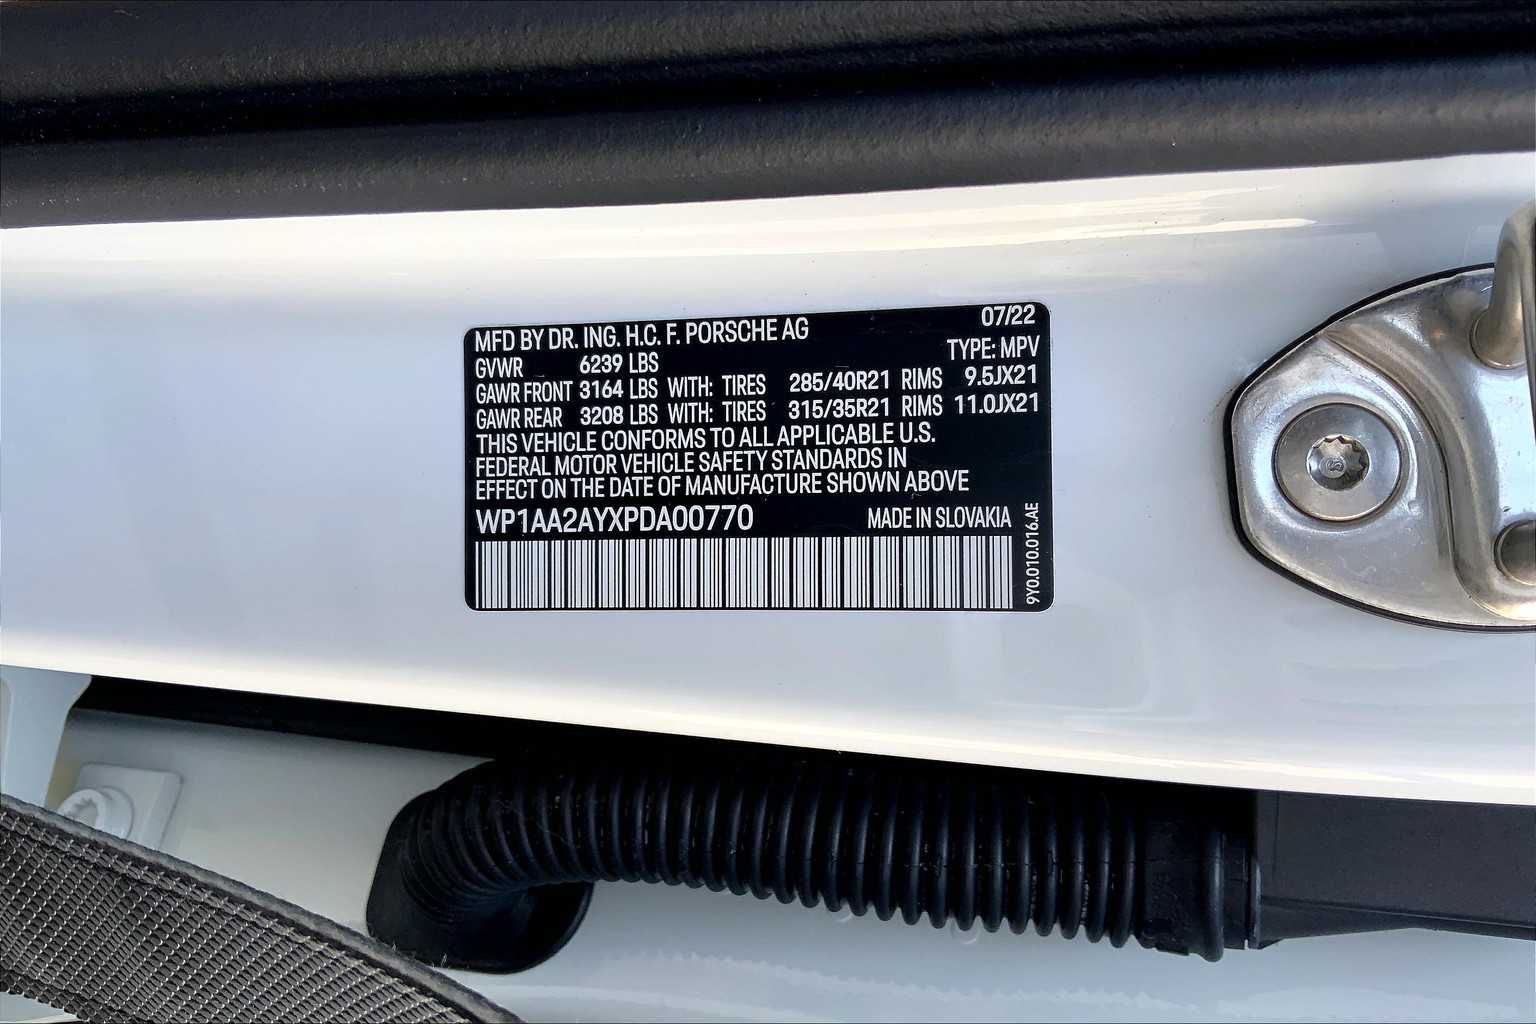 MFD BY DR. ING. H.C. F. PORSCHE AG 07/22
GVWR 6239 LBS TYPE: MPV
GAWR FRONT 3164 LBS WITH: TIRES 285/40R21 RIMS 9.5JX21
GAWR REAR 3208 LBS WITH: TIRES 315/35R21 RIMS 11.0JX21
THIS VEHICLE CONFORMS TO ALL APPLICABLE U.S.
FEDERAL MOTOR VEHICLE SAFETY STANDARDS IN
EFFECT ON THE DATE OF MANUFACTURE SHOWN ABOVE
WP1AA2AYXPDA00770 MADE IN SLOVAKIA
9Y0.010.016.AE